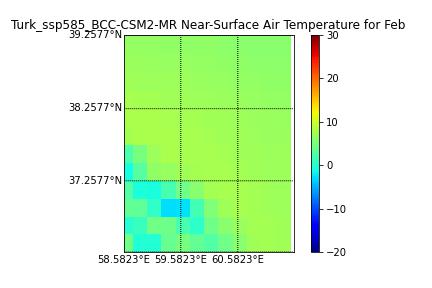 Turk_ssp585_BCC-CSM2-MR Near-Surface Air Temperature for Feb
39.2577°N
38.2577°N
37.2577°N
58.5823°E 59.5823°E 60.5823°E
30
20
10
0
−10
−20